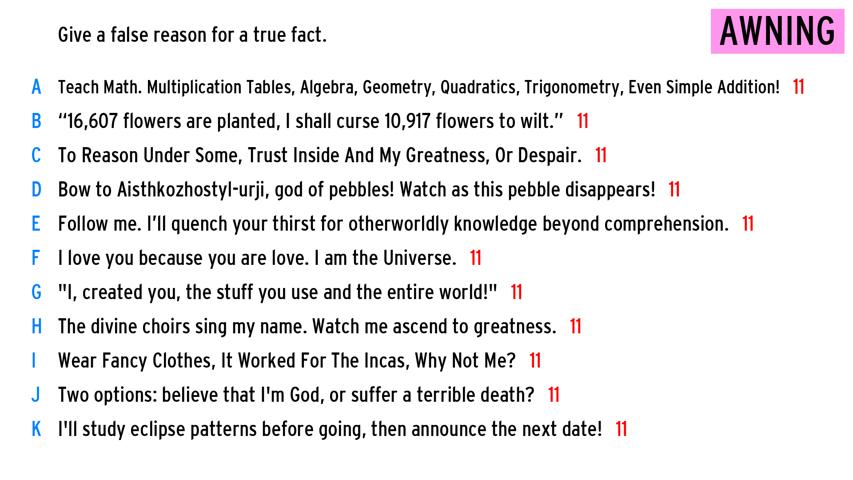 Give a false reason for a true fact.
AWNING
A Teach Math. Multiplication Tables, Algebra, Geometry, Quadratics, Trigonometry, Even Simple Addition! 11
B “16,607 flowers are planted, I shall curse 10,917 flowers to wilt.” 11
C To Reason Under Some, Trust Inside And My Greatness, Or Despair. 11
D Bow to Aisthkozhostyl-urji, god of pebbles! Watch as this pebble disappears! 11
E Follow me. I’ll quench your thirst for otherworldly knowledge beyond comprehension. 11
F I love you because you are love. I am the Universe. 11
G "I, created you, the stuff you use and the entire world!" 11
H The divine choirs sing my name. Watch me ascend to greatness. 11
I Wear Fancy Clothes, It Worked For The Incas, Why Not Me? 11
J Two options: believe that I'm God, or suffer a terrible death? 11
K I'll study eclipse patterns before going, then announce the next date! 11